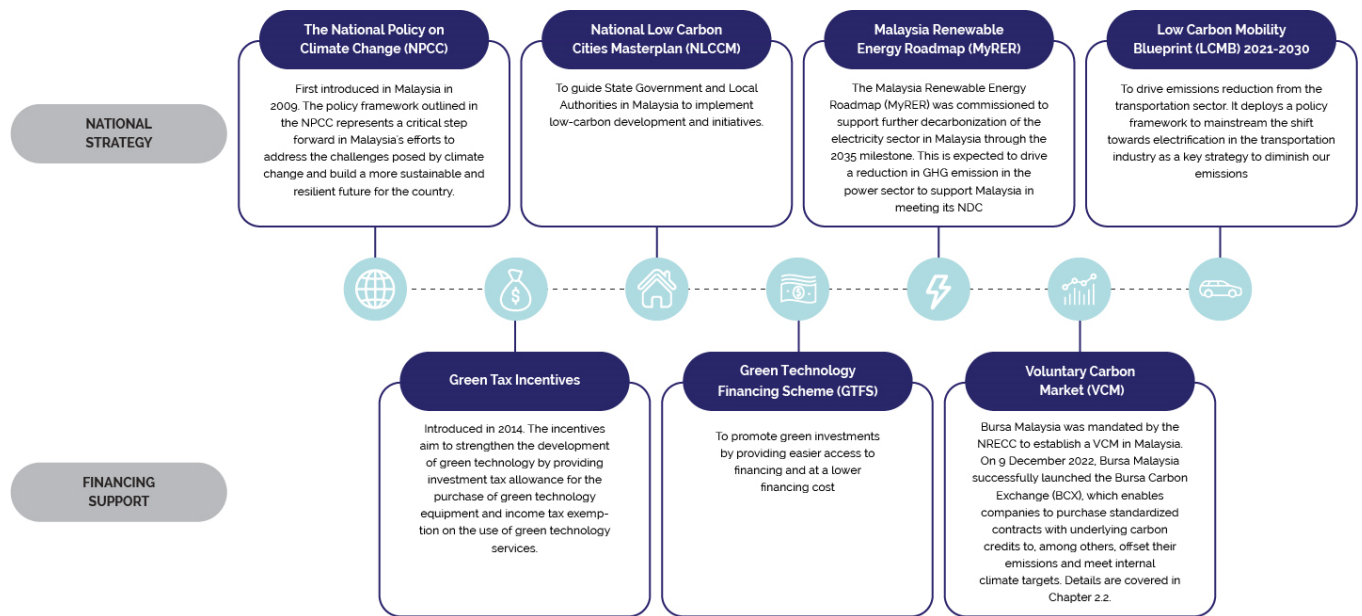 NATIONAL
STRATEGY
The National Policy on
Climate Change (NPCC)
First introduced in Malaysia in
2009. The policy framework outlined in
the NPCC represents a critical step
forward in Malaysia's efforts to
address the challenges posed by climate
change and build a more sustainable and
resilient future for the country.
National Low Carbon
Cities Masterplan (NLCCM)
To guide State Government and Local
Authorities in Malaysia to implement
low-carbon development and initiatives.
Malaysia Renewable
Energy Roadmap (MyRER)
The Malaysia Renewable Energy
Roadmap (MyRER) was commissioned to
support further decarbonization of the
electricity sector in Malaysia through the
2035 milestone. This is expected to drive
a reduction in GHG emission in the
power sector to support Malaysia in
meeting its NDC
Low Carbon Mobility
Blueprint (LCMB) 2021-2030
To drive emissions reduction from the
transportation sector. It deploys a policy
framework to mainstream the shift
towards electrification in the transportation
industry as a key strategy to diminish our
emissions
$
$
FINANCING
SUPPORT
Green Tax Incentives
Introduced in 2014. The incentives
aim to strengthen the development
of green technology by providing
investment tax allowance for the
purchase of green technology
equipment and income tax exemp-
tion on the use of green technology
services.
Green Technology
Financing Scheme (GTFS)
To promote green investments
by providing easier access to
financing and at a lower
financing cost
Voluntary Carbon
Market (VCM)
Bursa Malaysia was mandated by the
NRECC to establish a VCM in Malaysia.
On 9 December 2022, Bursa Malaysia
successfully launched the Bursa Carbon
Exchange (BCX), which enables
companies to purchase standardized
contracts with underlying carbon
credits to, among others, offset their
emissions and meet internal
climate targets. Details are covered in
Chapter 2.2.